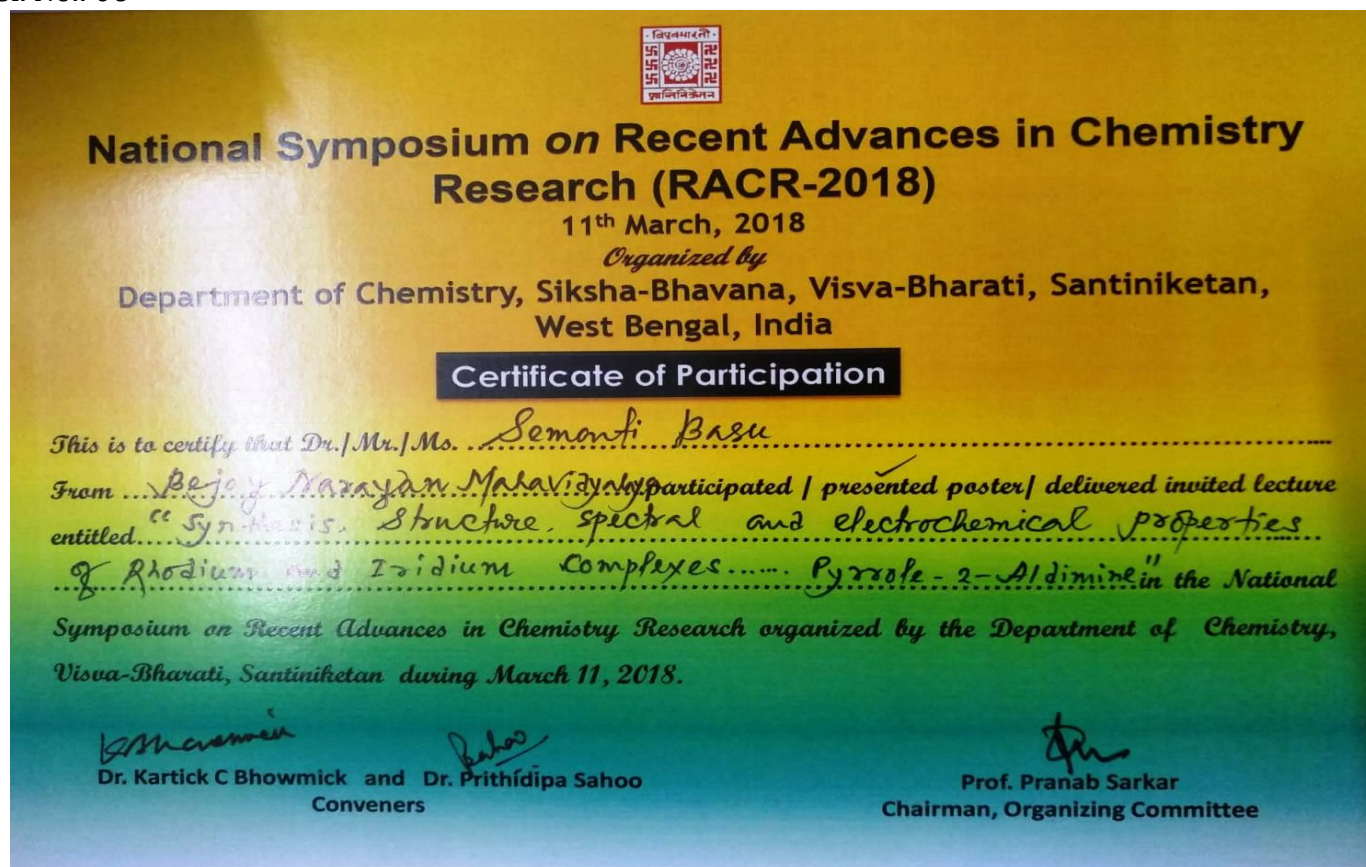 विश्वभारती
शान्तिनिकेतन
National Symposium on Recent Advances in Chemistry
Research (RACR-2018)
11th March, 2018
Organized by
Department of Chemistry, Siksha-Bhavana, Visva-Bharati, Santiniketan,
West Bengal, India
Certificate of Participation
This is to certify that Dr./Mr./Ms. Semonti Basu
From Bejoy Narayan Mahavidyalya participated / presented poster/ delivered invited lecture
entitled "Synthesis, Structure, spectral and electrochemical properties
of Rhodium and Iridium Complexes...... Pyrrole-2-Aldimine" in the National
Symposium on Recent Advances in Chemistry Research organized by the Department of Chemistry,
Visva-Bharati, Santiniketan during March 11, 2018.
Sahoo
Dr. Kartick C Bhowmick and Dr. Prithidipa Sahoo
Conveners
Prof. Pranab Sarkar
Chairman, Organizing Committee